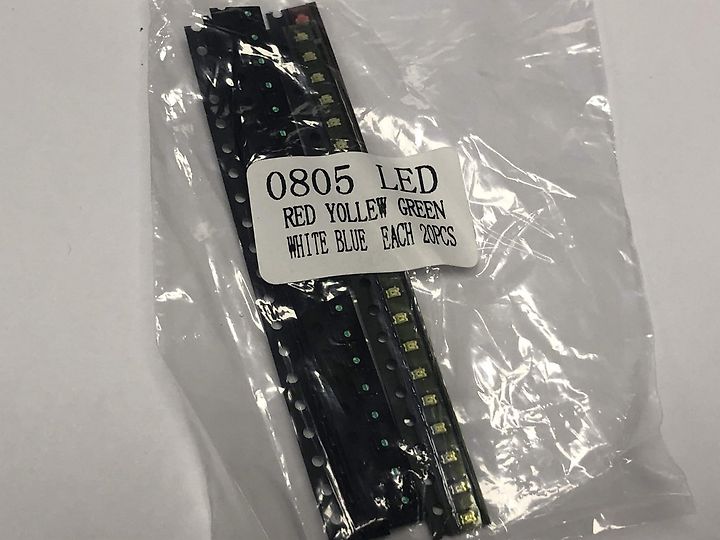 0805 LED
RED YOLLEW GREEN
WHITE BLUE EACH 20PCS